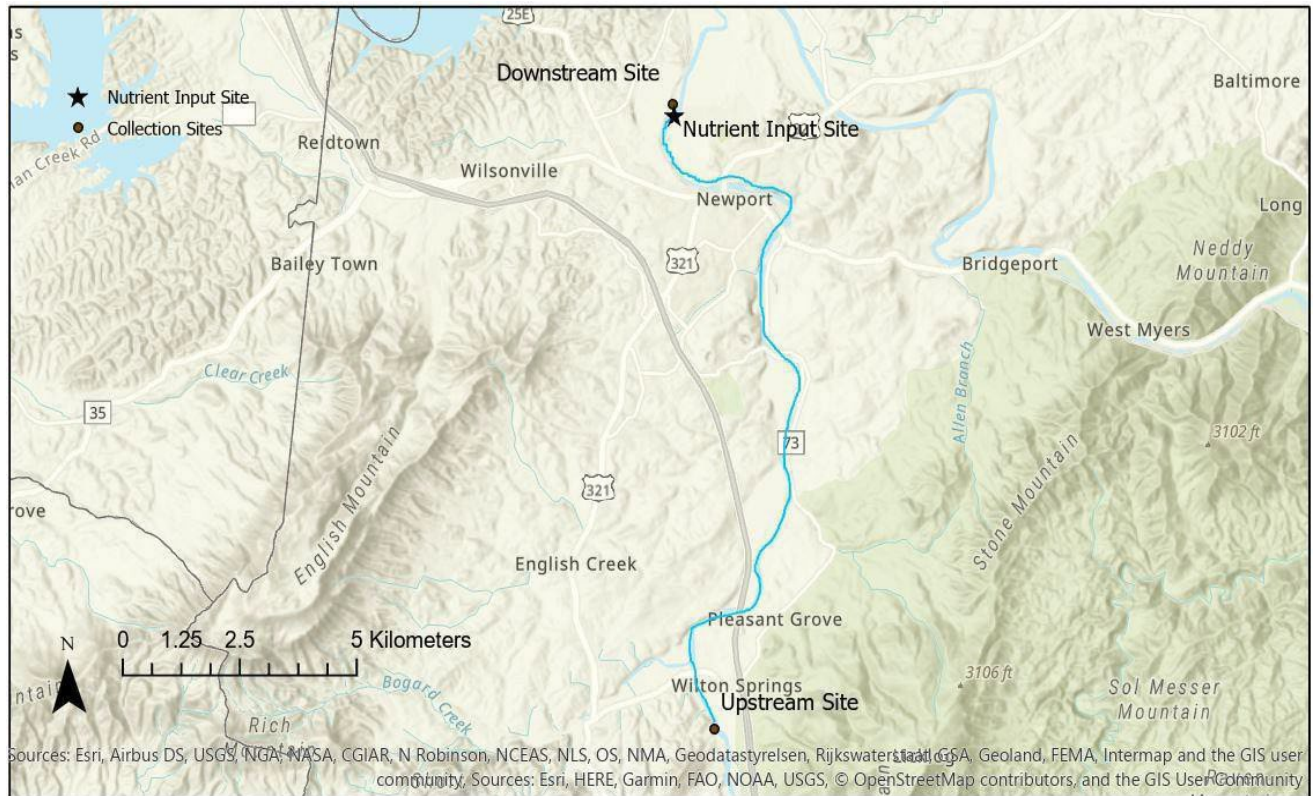 25E
Downstream Site
Baltimore
Nutrient Input Site
Collection Sites
Nutrient Input Site
Creek Rd
Reidtown
Wilsonville
Newport
Long
321
Neddy
Mountain
Bailey Town
Bridgeport
West Myers
Clear Creek
Allen Branch
35
3102 ft
73
English Mountain
321
Stone Mountain
English Creek
Pleasant Grove
0 1.25 2.5 5 Kilometers
N
3106 ft
Bogard Creek
Wilton Springs
Sol Messer
Mountain
Upstream Site
Rich
Mountain
Sources: Esri, Airbus DS, USGS, NGA, NASA, CGIAR, N Robinson, NCEAS, NLS, OS, NMA, Geodatastyrelsen, Rijkswaterstaat, GSA, Geoland, FEMA, Intermap and the GIS user
community, Sources: Esri, HERE, Garmin, FAO, NOAA, USGS, © OpenStreetMap contributors, and the GIS User Community